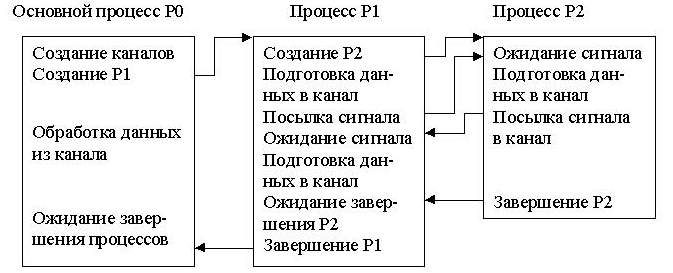 Основной процесс P0
Процесс P1
Процесс P2
Создание каналов
Создание P1
Обработка данных
из канала
Ожидание завер-
шения процессов
Создание P2
Подготовка дан-
ных в канал
Посылка сигнала
Ожидание сигнала
Подготовка дан-
ных в канал
Ожидание завер-
шения P2
Завершение P1
Ожидание сигнала
Подготовка дан-
ных в канал
Посылка сигнала
в канал
Завершение P2